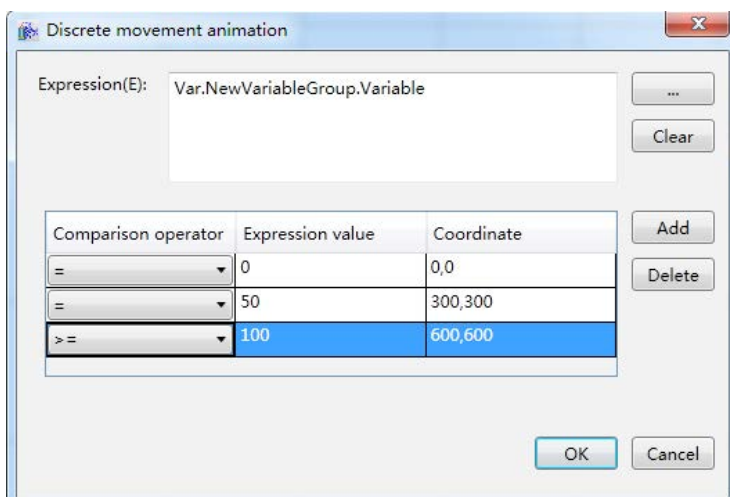 Discrete movement animation
Expression(E): Var.NewVariableGroup.Variable ...
Clear
Comparison operator Expression value Coordinate Add
= 0 0,0 Delete
= 50 300,300
>= 100 600,600
OK Cancel